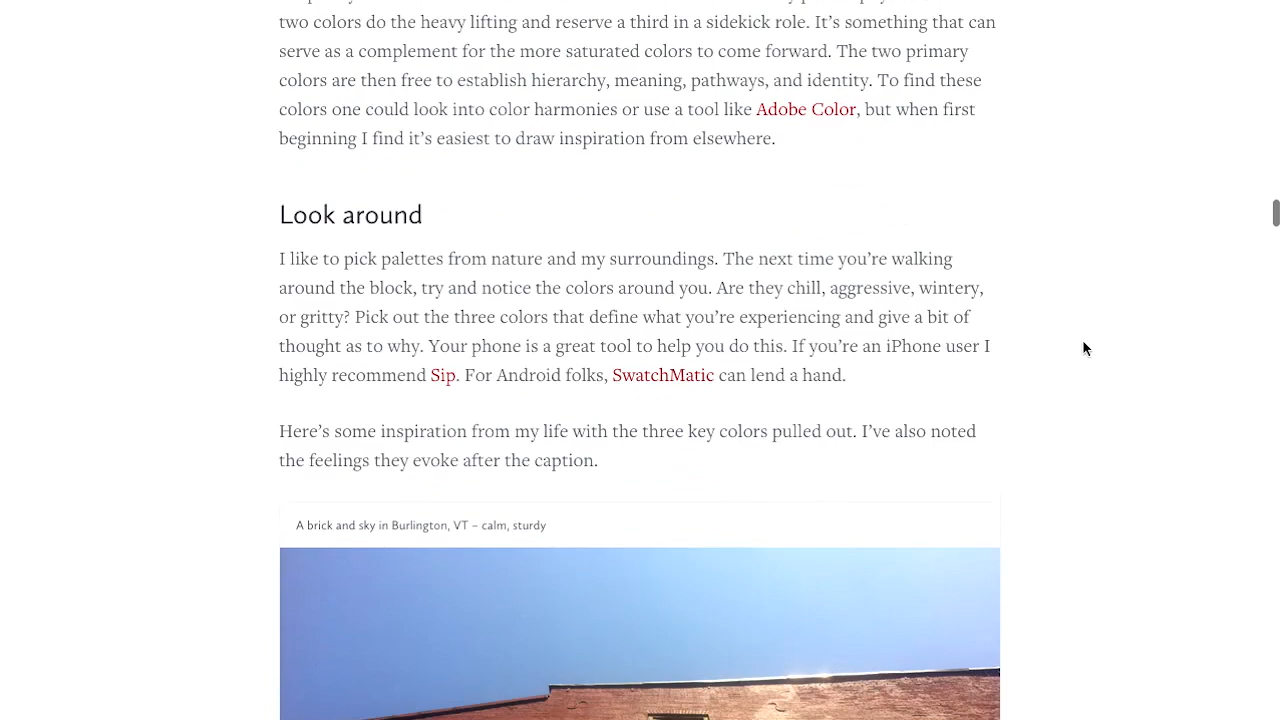 two colors do the heavy lifting and reserve a third in a sidekick role. It’s something that can
serve as a complement for the more saturated colors to come forward. The two primary
colors are then free to establish hierarchy, meaning, pathways, and identity. To find these
colors one could look into color harmonies or use a tool like Adobe Color, but when first
beginning I find it’s easiest to draw inspiration from elsewhere.
Look around
I like to pick palettes from nature and my surroundings. The next time you’re walking
around the block, try and notice the colors around you. Are they chill, aggressive, wintery,
or gritty? Pick out the three colors that define what you’re experiencing and give a bit of
thought as to why. Your phone is a great tool to help you do this. If you’re an iPhone user I
highly recommend Sip. For Android folks, SwatchMatic can lend a hand.
Here’s some inspiration from my life with the three key colors pulled out. I’ve also noted
the feelings they evoke after the caption.
A brick and sky in Burlington, VT – calm, sturdy